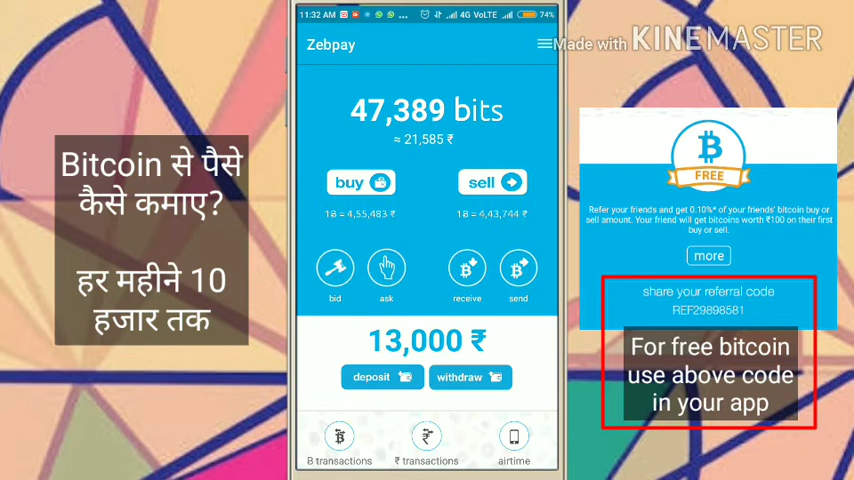 Bitcoin से पैसे
कैसे कमाए?
हर महीने 10
हजार तक
11:32 AM ... 4G VoLTE 74%
Zebpay
47,389 bits
≈ 21,585 ₹
buy
sell
1Ƀ = 4,55,483 ₹
1Ƀ = 4,43,744 ₹
bid
ask
receive
send
13,000 ₹
deposit
withdraw
B transactions
₹ transactions
airtime
Made with KINEMASTER
FREE
Refer your friends and get 0.10%* of your friends' bitcoin buy or
sell amount. Your friend will get bitcoins worth ₹100 on their first
buy or sell.
more
share your referral code
REF29898581
For free bitcoin
use above code
in your app